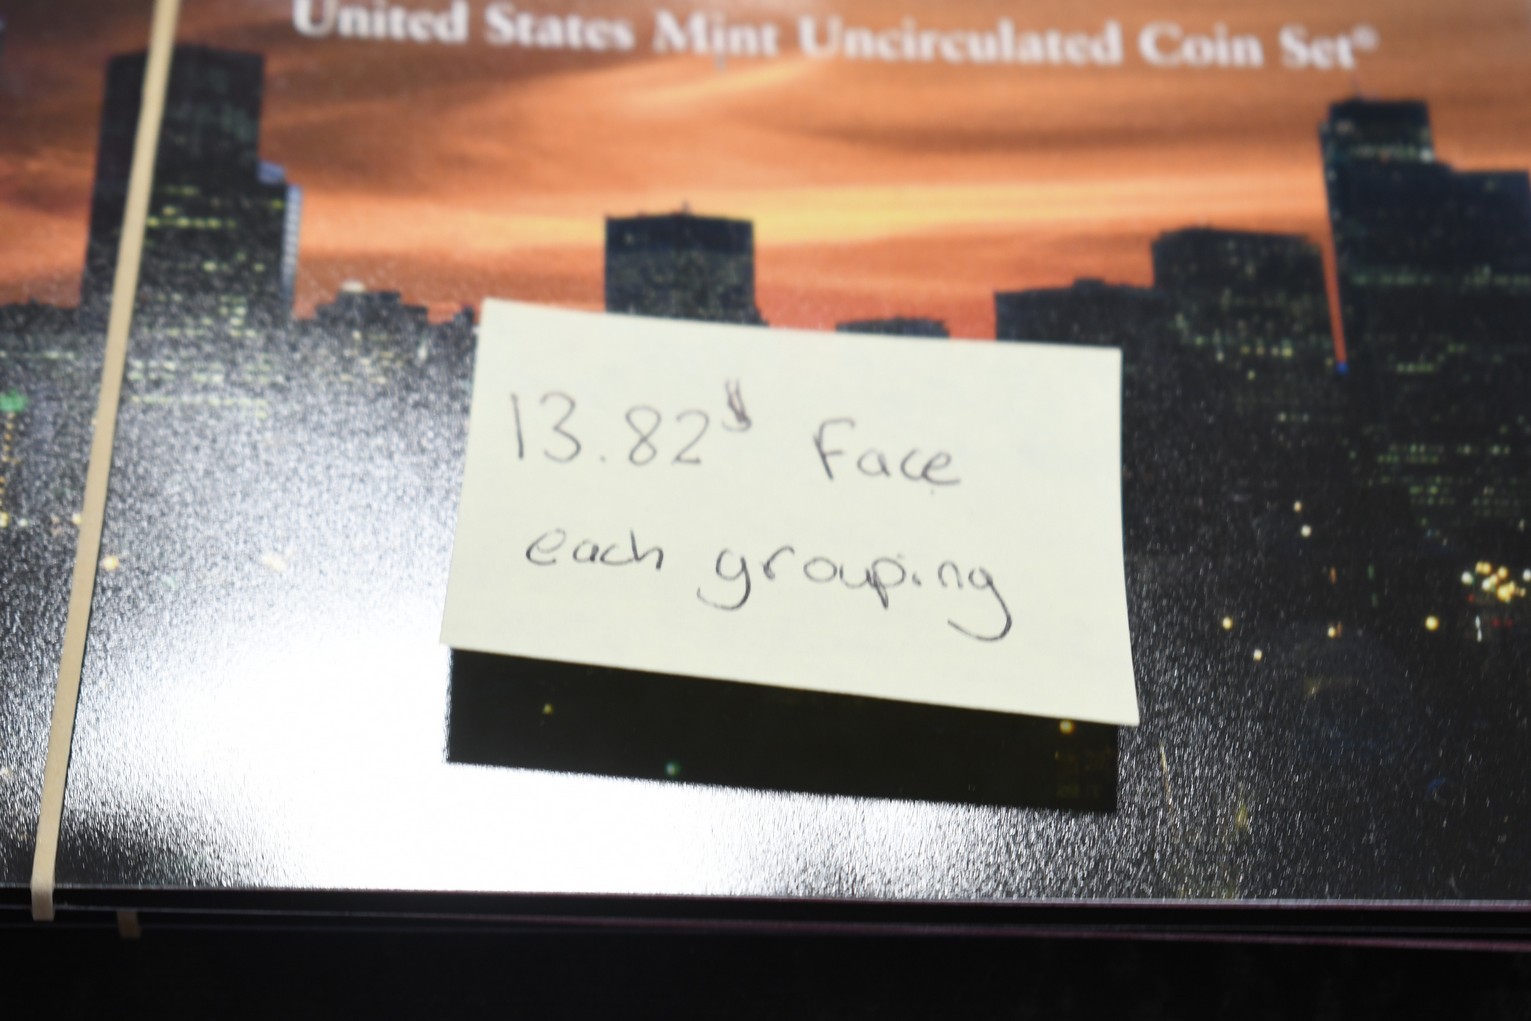 United States Mint Uncirculated Coin Set®
13.82$ Face
each grouping